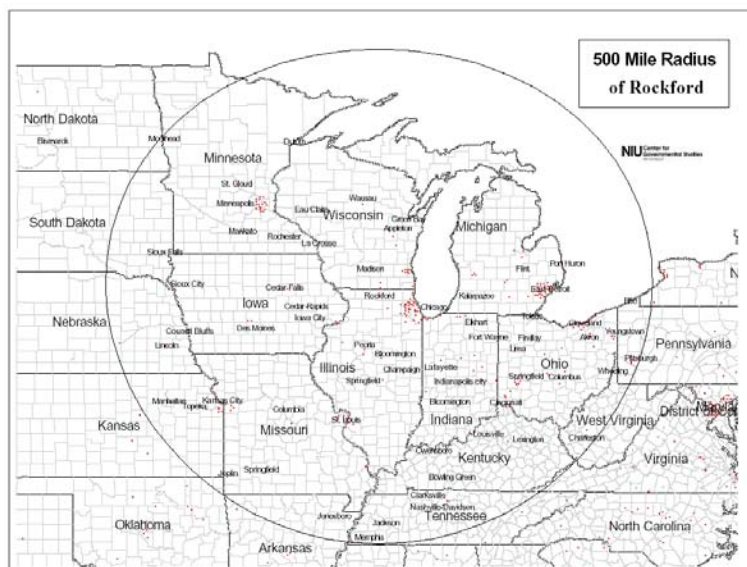 500 Mile Radius
of Rockford
NIU Center for
Governmental Studies
North Dakota
Bismarck
Moorhead
Duluth
Minnesota
St. Cloud
Minneapolis
Wausau
Eau Claire
Wisconsin
Green Bay
Appleton
Michigan
South Dakota
Mankato
Rochester
La Crosse
Sioux Falls
Flint
Port Huron
Madison
Sioux City
Cedar-Falls
Rockford
Chicago
Kalamazoo
East Detroit
Iowa
Cedar-Rapids
Iowa City
Toledo
Cleveland
Erie
Nebraska
Council Bluffs
Des Moines
Elkhart
Fort Wayne
Findlay
Akron
Youngstown
Pennsylvania
Lincoln
Peoria
Bloomington
Lima
Pittsburgh
Illinois
Champaign
Lafayette
Ohio
Wheeling
Springfield
Indianapolis city
Springfield
Columbus
Manhattan
Topeka
Kansas City
Columbia
St. Louis
Bloomington
Cincinnati
Kansas
Missouri
Indiana
West Virginia
Louisville
Lexington
Charleston
Virginia
Owensboro
Kentucky
Joplin
Springfield
Bowling Green
Clarksville
Nashville-Davidson
Oklahoma
Jonesboro
Jackson
Tennessee
North Carolina
Memphis
Arkansas